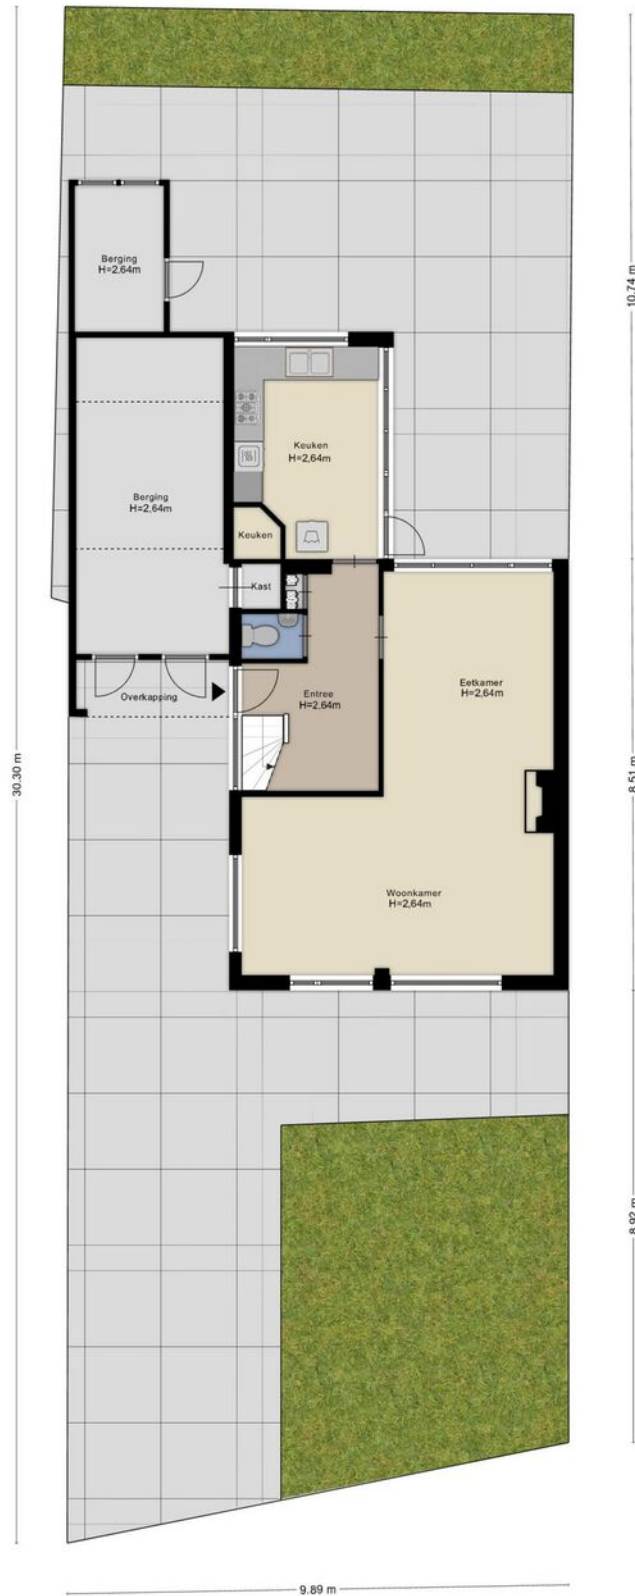 10.74 m
Berging
H=2.64m
Keuken
H=2,64m
Berging
H=2,64m
Keuken
Kast
Eetkamer
H=2,64m
Entree
H=2.64m
Overkapping
30.30 m
8.51 m
Woonkamer
H=2,64m
8.92 m
9.89 m